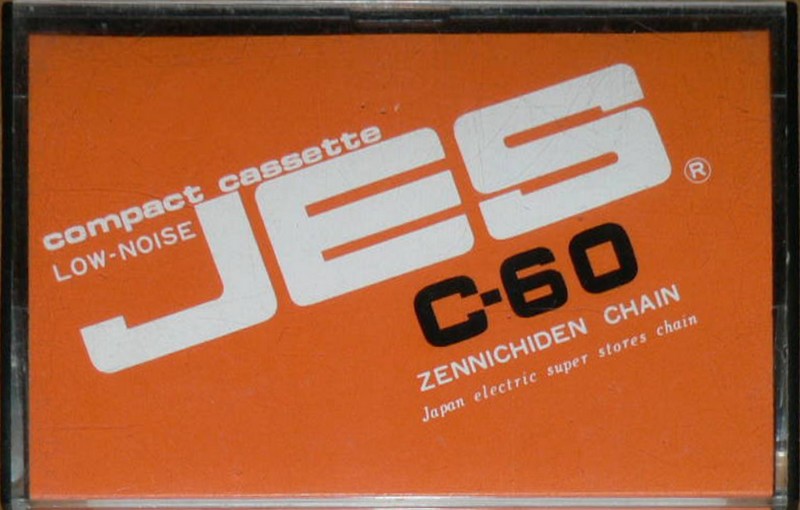 compact cassette
LOW-NOISE
JES®
C-60
ZENNICHIDEN CHAIN
Japan electric super stores chain